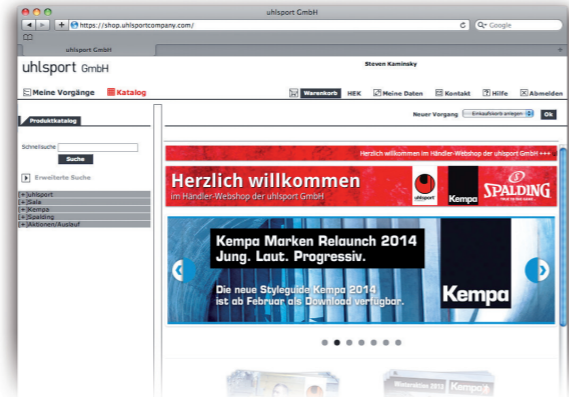 uhlsport GmbH
https://shop.uhlsportcompany.com/
Google
uhlsport GmbH
uhlsport GmbH
Steven Kaminsky
Meine Vorgänge
Katalog
Warenkorb
HEK
Meine Daten
Kontakt
Hilfe
Abmelden
Neuer Vorgang
Einkaufskorb anlegen
Ok
Produktkatalog
Schnellsuche
Suche
Erweiterte Suche
[+]uhlsport
[+]Sala
[+]Kempa
[+]Spalding
[+]Aktionen/Auslauf
Herzlich willkommen im Händler-Webshop der uhlsport GmbH +++
Herzlich willkommen
im Händler-Webshop der uhlsport GmbH
uhlsport
Kempa
SPALDING
Kempa Marken Relaunch 2014
Jung. Laut. Progressiv.
Die neue Styleguide Kempa 2014
ist ab Februar als Download verfügbar.
Kempa
Winteraktion 2013
Kempa